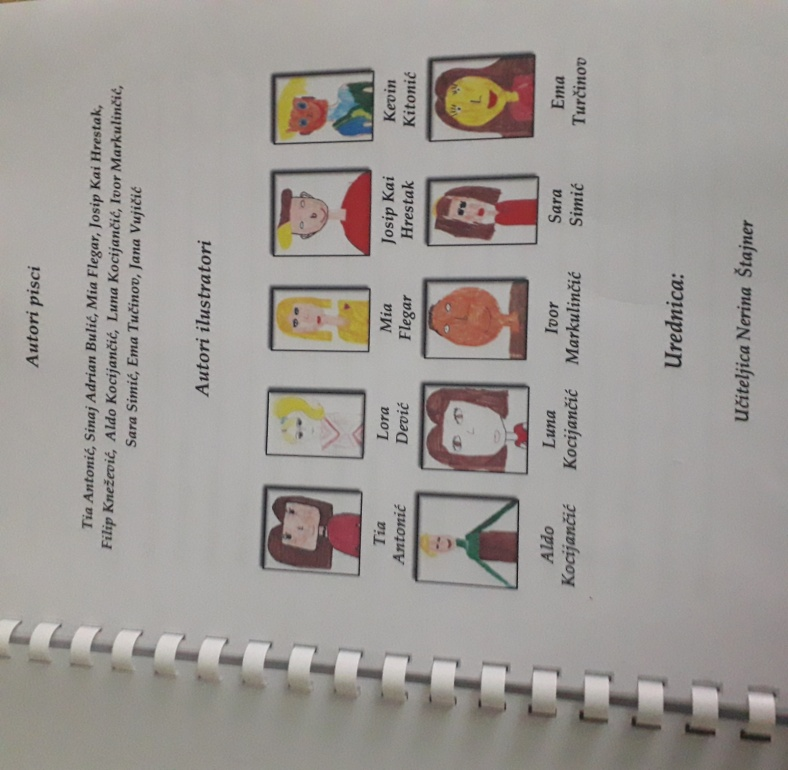 Autori pisci
Tia Antonić, Sinaj Adrian Bulić, Mia Flegar, Josip Kai Hrestak,
Filip Knežević, Aldo Kocijančić, Luna Kocijančić, Ivor Markulinčić,
Sara Simić, Ema Tučinov, Jana Vujičić
Autori ilustratori
Tia
Antonić
Lora
Dević
Mia
Flegar
Josip Kai
Hrestak
Kevin
Kitonić
Aldo
Kocijančić
Luna
Kocijančić
Ivor
Markulinčić
Sara
Simić
Ema
Turčinov
Urednica:
Učiteljica Nerina Štajner